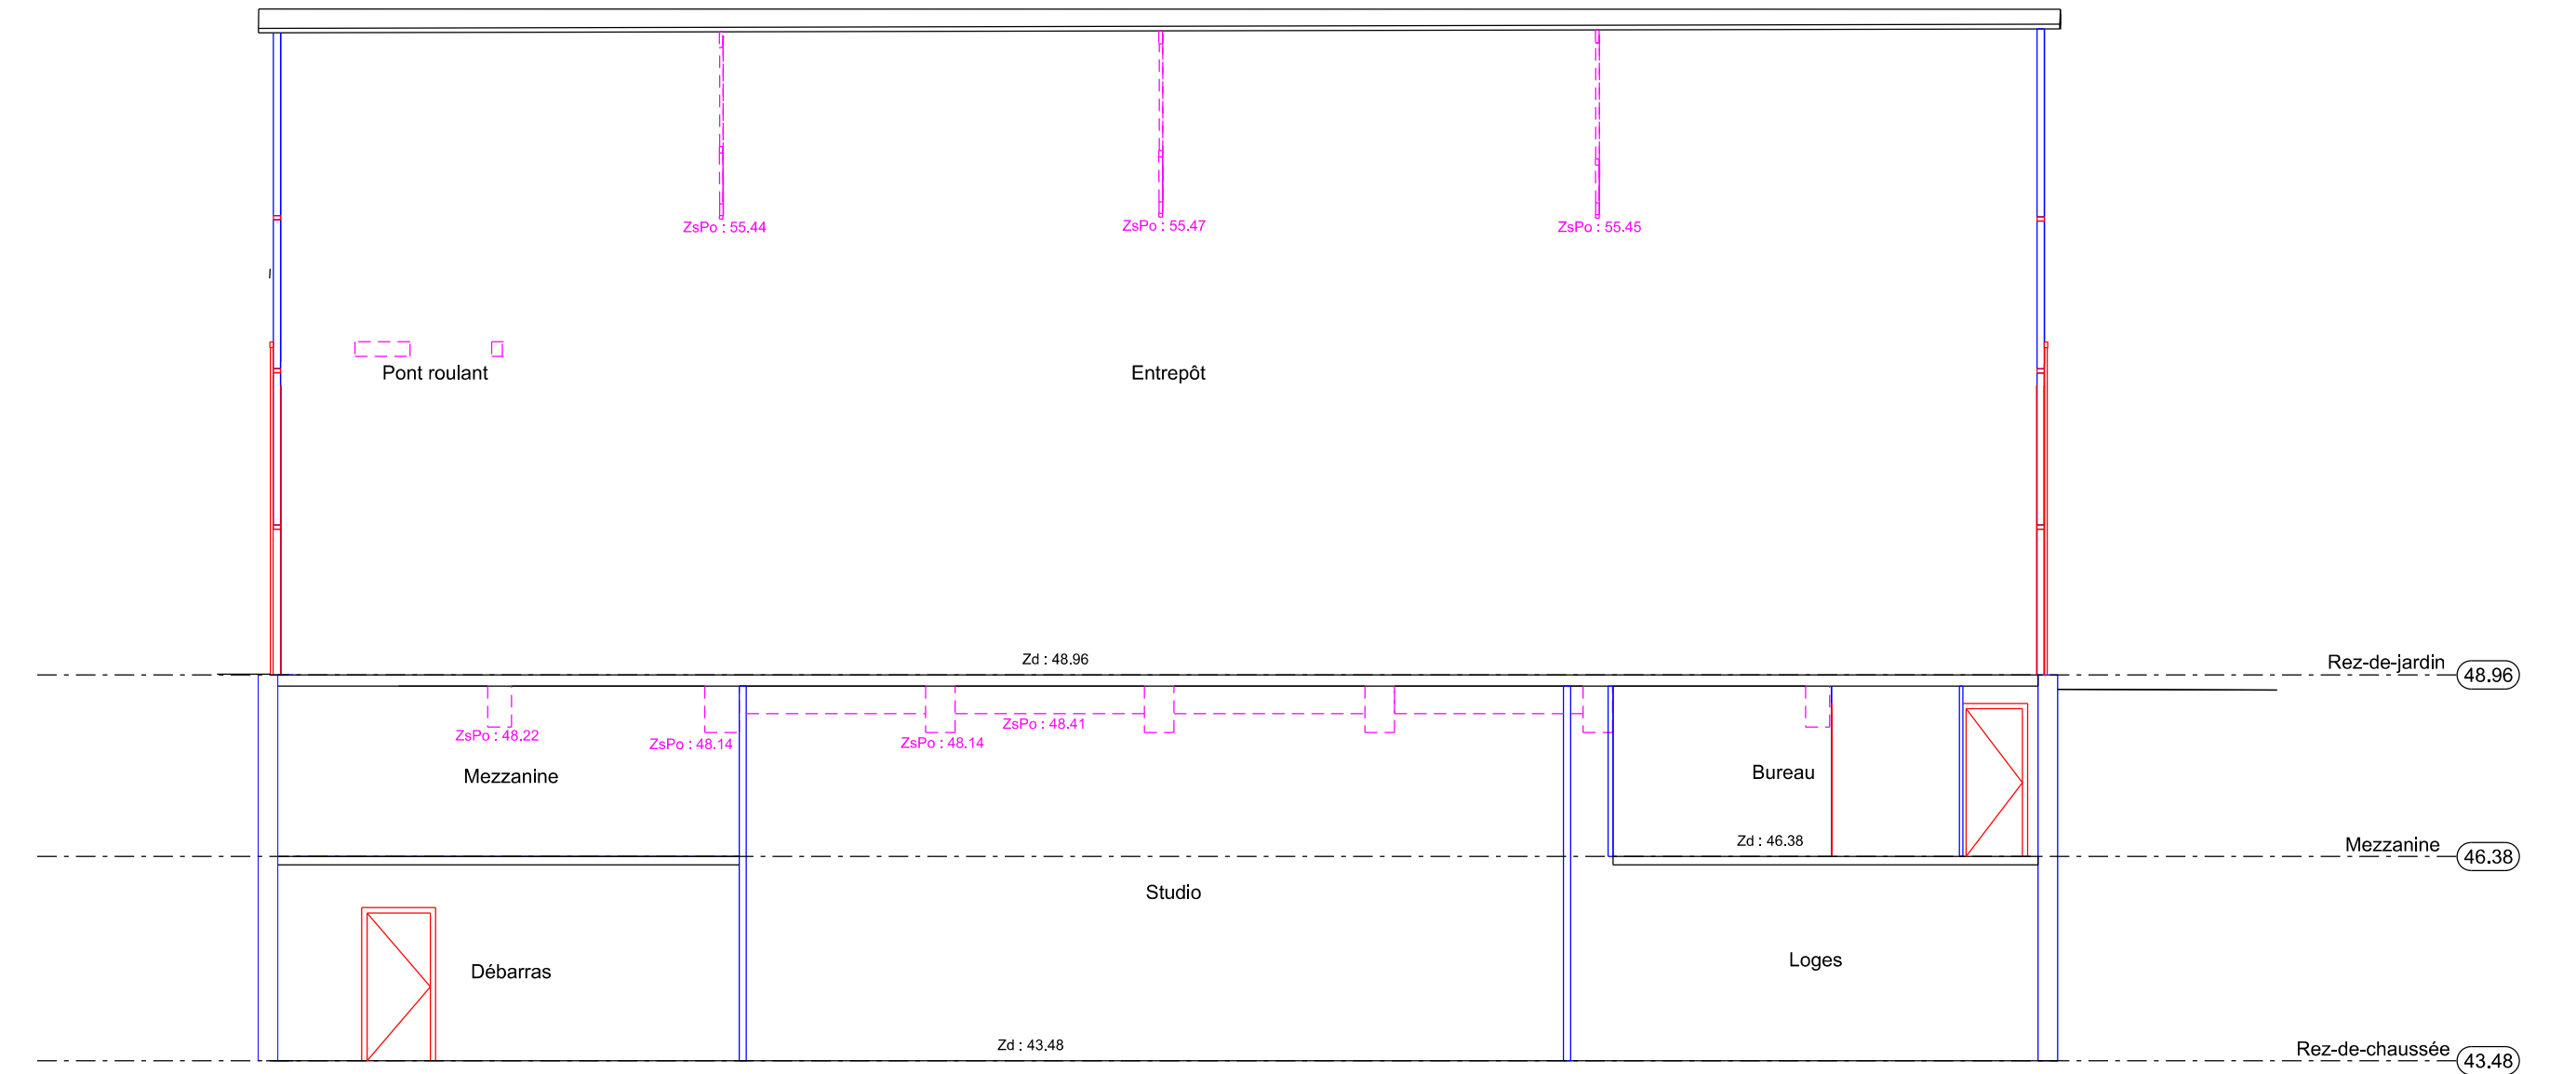 ZsPo : 55.44
ZsPo : 55.47
ZsPo : 55.45
Pont roulant
Entrepôt
Zd : 48.96
Rez-de-jardin
48.96
ZsPo : 48.22
ZsPo : 48.14
ZsPo : 48.14
ZsPo : 48.41
Mezzanine
Bureau
Zd : 46.38
Mezzanine
46.38
Studio
Débarras
Loges
Zd : 43.48
Rez-de-chaussée
43.48